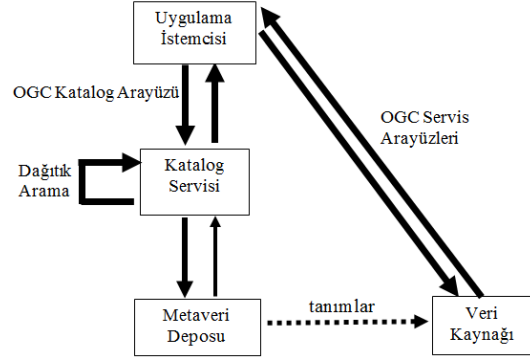 Uygulama
İstemcisi
OGC Katalog Arayüzü
OGC Servis
Arayüzleri
Dağıtık
Arama
Katalog
Servisi
Metaveri
Deposu
tanımlar
Veri
Kaynağı